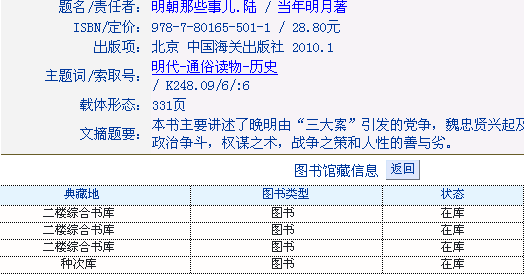 题名/责任者: 明朝那些事儿.陆 / 当年明月著
ISBN/定价: 978-7-80165-501-1 / 28.80元
出版项: 北京 中国海关出版社 2010.1
主题词/索取号: 明代-通俗读物-历史
/ K248.09/6/:6
载体形态: 331页
文摘题要: 本书主要讲述了晚明由“三大案”引发的党争，魏忠贤兴起及
政治争斗，权谋之术，战争之策和人性的善与劣。
图书馆藏信息 返回
典藏地 图书类型 状态
二楼综合书库 图书 在库
二楼综合书库 图书 在库
二楼综合书库 图书 在库
种次库 图书 在库